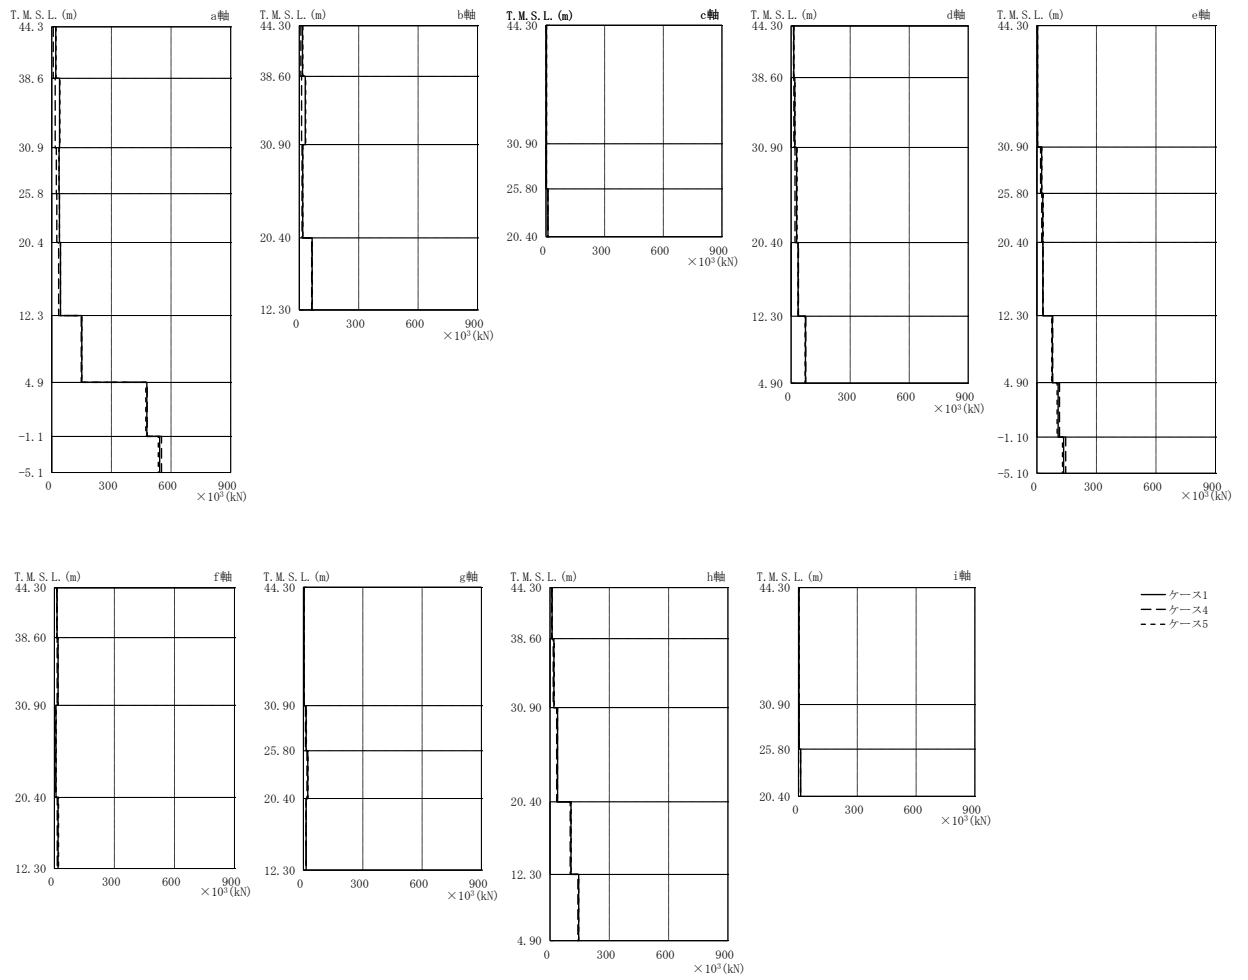 T.M.S.L.(m) a軸
44.3
38.6
30.9
25.8
20.4
12.3
4.9
-1.1
-5.1
0 300 600 900
×10³(kN)
T.M.S.L.(m) b軸
44.30
38.60
30.90
20.40
12.30
0 300 600 900
×10³(kN)
T.M.S.L.(m) c軸
44.30
30.90
25.80
20.40
0 300 600 900
×10³(kN)
T.M.S.L.(m) d軸
44.30
38.60
30.90
20.40
12.30
4.90
0 300 600 900
×10³(kN)
T.M.S.L.(m) e軸
44.30
30.90
25.80
20.40
12.30
4.90
-1.10
-5.10
0 300 600 900
×10³(kN)
T.M.S.L.(m) f軸
44.30
38.60
30.90
20.40
12.30
0 300 600 900
×10³(kN)
T.M.S.L.(m) g軸
44.30
30.90
25.80
20.40
12.30
0 300 600 900
×10³(kN)
T.M.S.L.(m) h軸
44.30
38.60
30.90
20.40
12.30
4.90
0 300 600 900
×10³(kN)
T.M.S.L.(m) i軸
44.30
30.90
25.80
20.40
0 300 600 900
×10³(kN)
ケース1
ケース4
ケース5